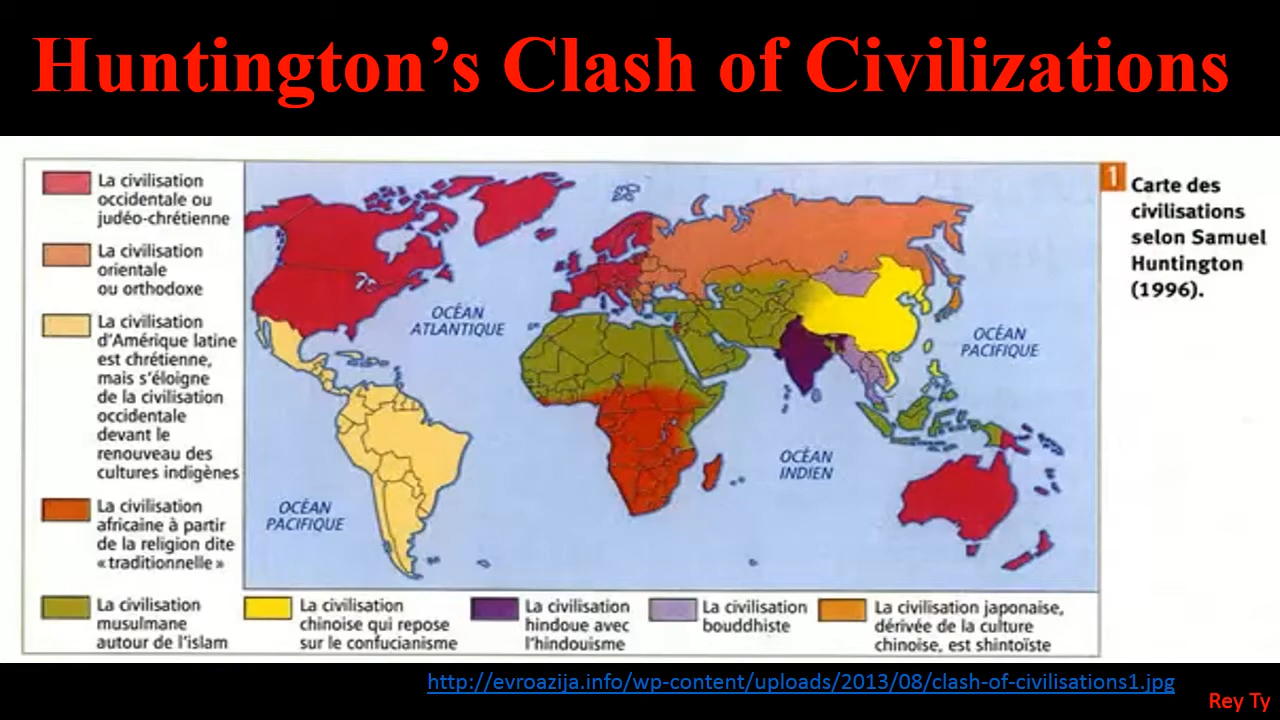 Huntington’s Clash of Civilizations
La civilisation
occidentale ou
judéo-chrétienne
La civilisation
orientale
ou orthodoxe
La civilisation
d’Amérique latine
est chrétienne,
mais s’éloigne
de la civilisation
occidentale
devant le
renouveau des
cultures indigènes
La civilisation
africaine à partir
de la religion dite
« traditionnelle »
La civilisation
musulmane
autour de l’islam
La civilisation
chinoise qui repose
sur le confucianisme
La civilisation
hindoue avec
l’hindouisme
La civilisation
bouddhiste
La civilisation japonaise,
dérivée de la culture
chinoise, est shintoïste
OCÉAN
ATLANTIQUE
OCÉAN
PACIFIQUE
OCÉAN
INDIEN
OCÉAN
PACIFIQUE
1
Carte des
civilisations
selon Samuel
Huntington
(1996).
http://evroazija.info/wp-content/uploads/2013/08/clash-of-civilisations1.jpg
Rey Ty